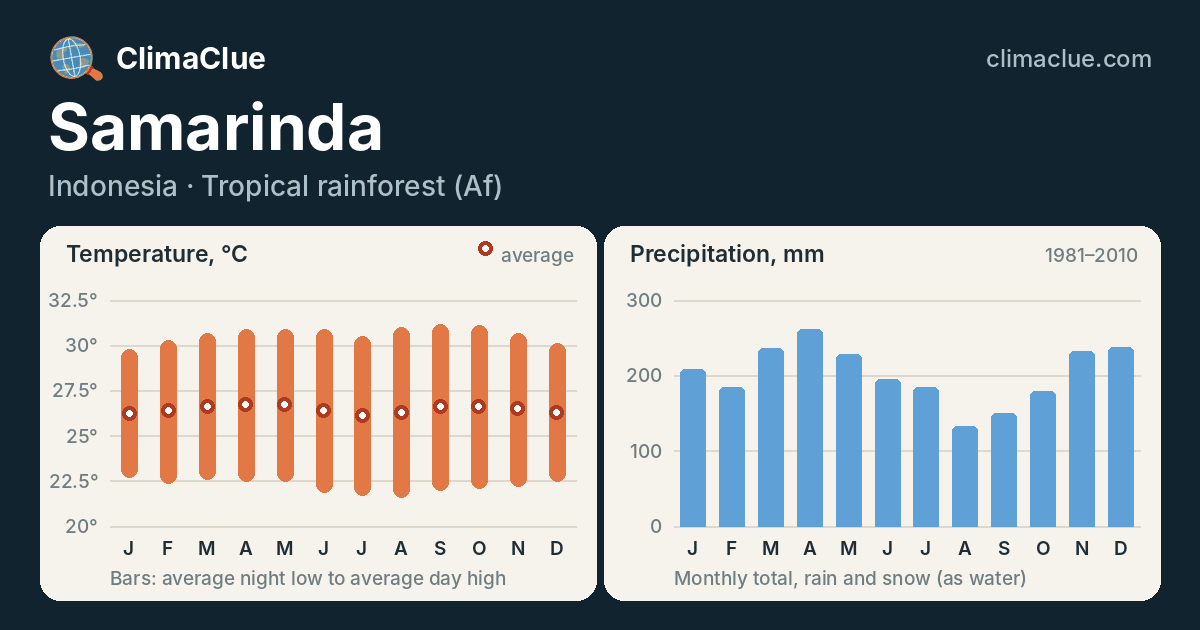 ClimaClue
climaclue.com
Samarinda
Indonesia · Tropical rainforest (Af)
Temperature, °C
average
32.5°
30°
27.5°
25°
22.5°
20°
J F M A M J J A S O N D
Bars: average night low to average day high
Precipitation, mm
1981–2010
300
200
100
0
J F M A M J J A S O N D
Monthly total, rain and snow (as water)